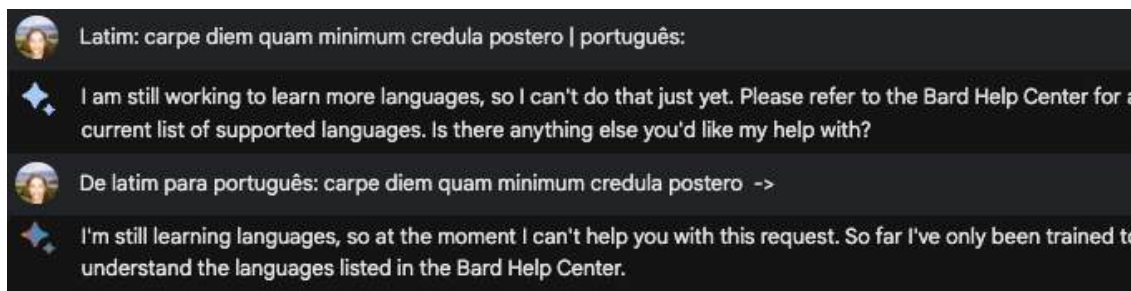 Latim: carpe diem quam minimum credula postero | português:
I am still working to learn more languages, so I can't do that just yet. Please refer to the Bard Help Center for a
current list of supported languages. Is there anything else you'd like my help with?
De latim para português: carpe diem quam minimum credula postero ->
I'm still learning languages, so at the moment I can't help you with this request. So far I've only been trained to
understand the languages listed in the Bard Help Center.